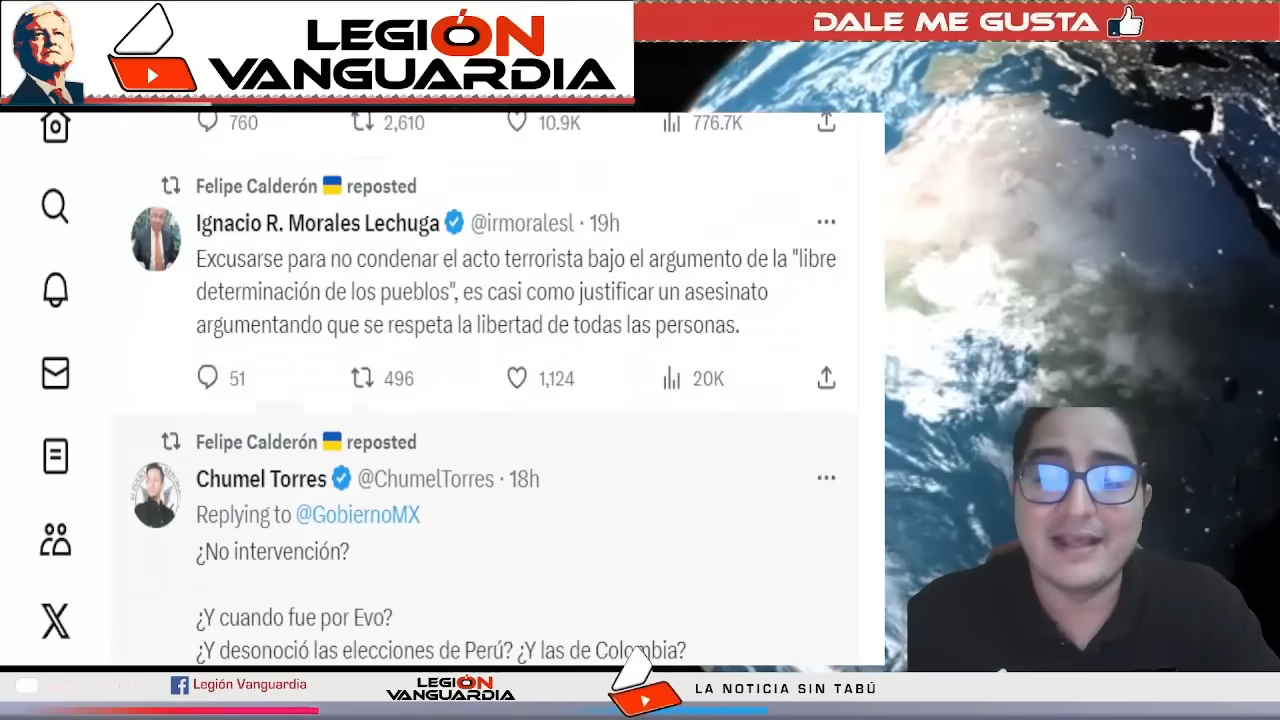 LEGIÓN
VANGUARDIA
DALE ME GUSTA
760 2,610 10.9K 776.7K
Felipe Calderón reposted
Ignacio R. Morales Lechuga @irmoralesl · 19h
Excusarse para no condenar el acto terrorista bajo el argumento de la "libre
determinación de los pueblos", es casi como justificar un asesinato
argumentando que se respeta la libertad de todas las personas.
51 496 1,124 20K
Felipe Calderón reposted
Chumel Torres @ChumelTorres · 18h
Replying to @GobiernoMX
¿No intervención?
¿Y cuando fue por Evo?
¿Y desonoció las elecciones de Perú? ¿Y las de Colombia?
Legión Vanguardia
LEGIÓN
VANGUARDIA
LA NOTICIA SIN TABÚ